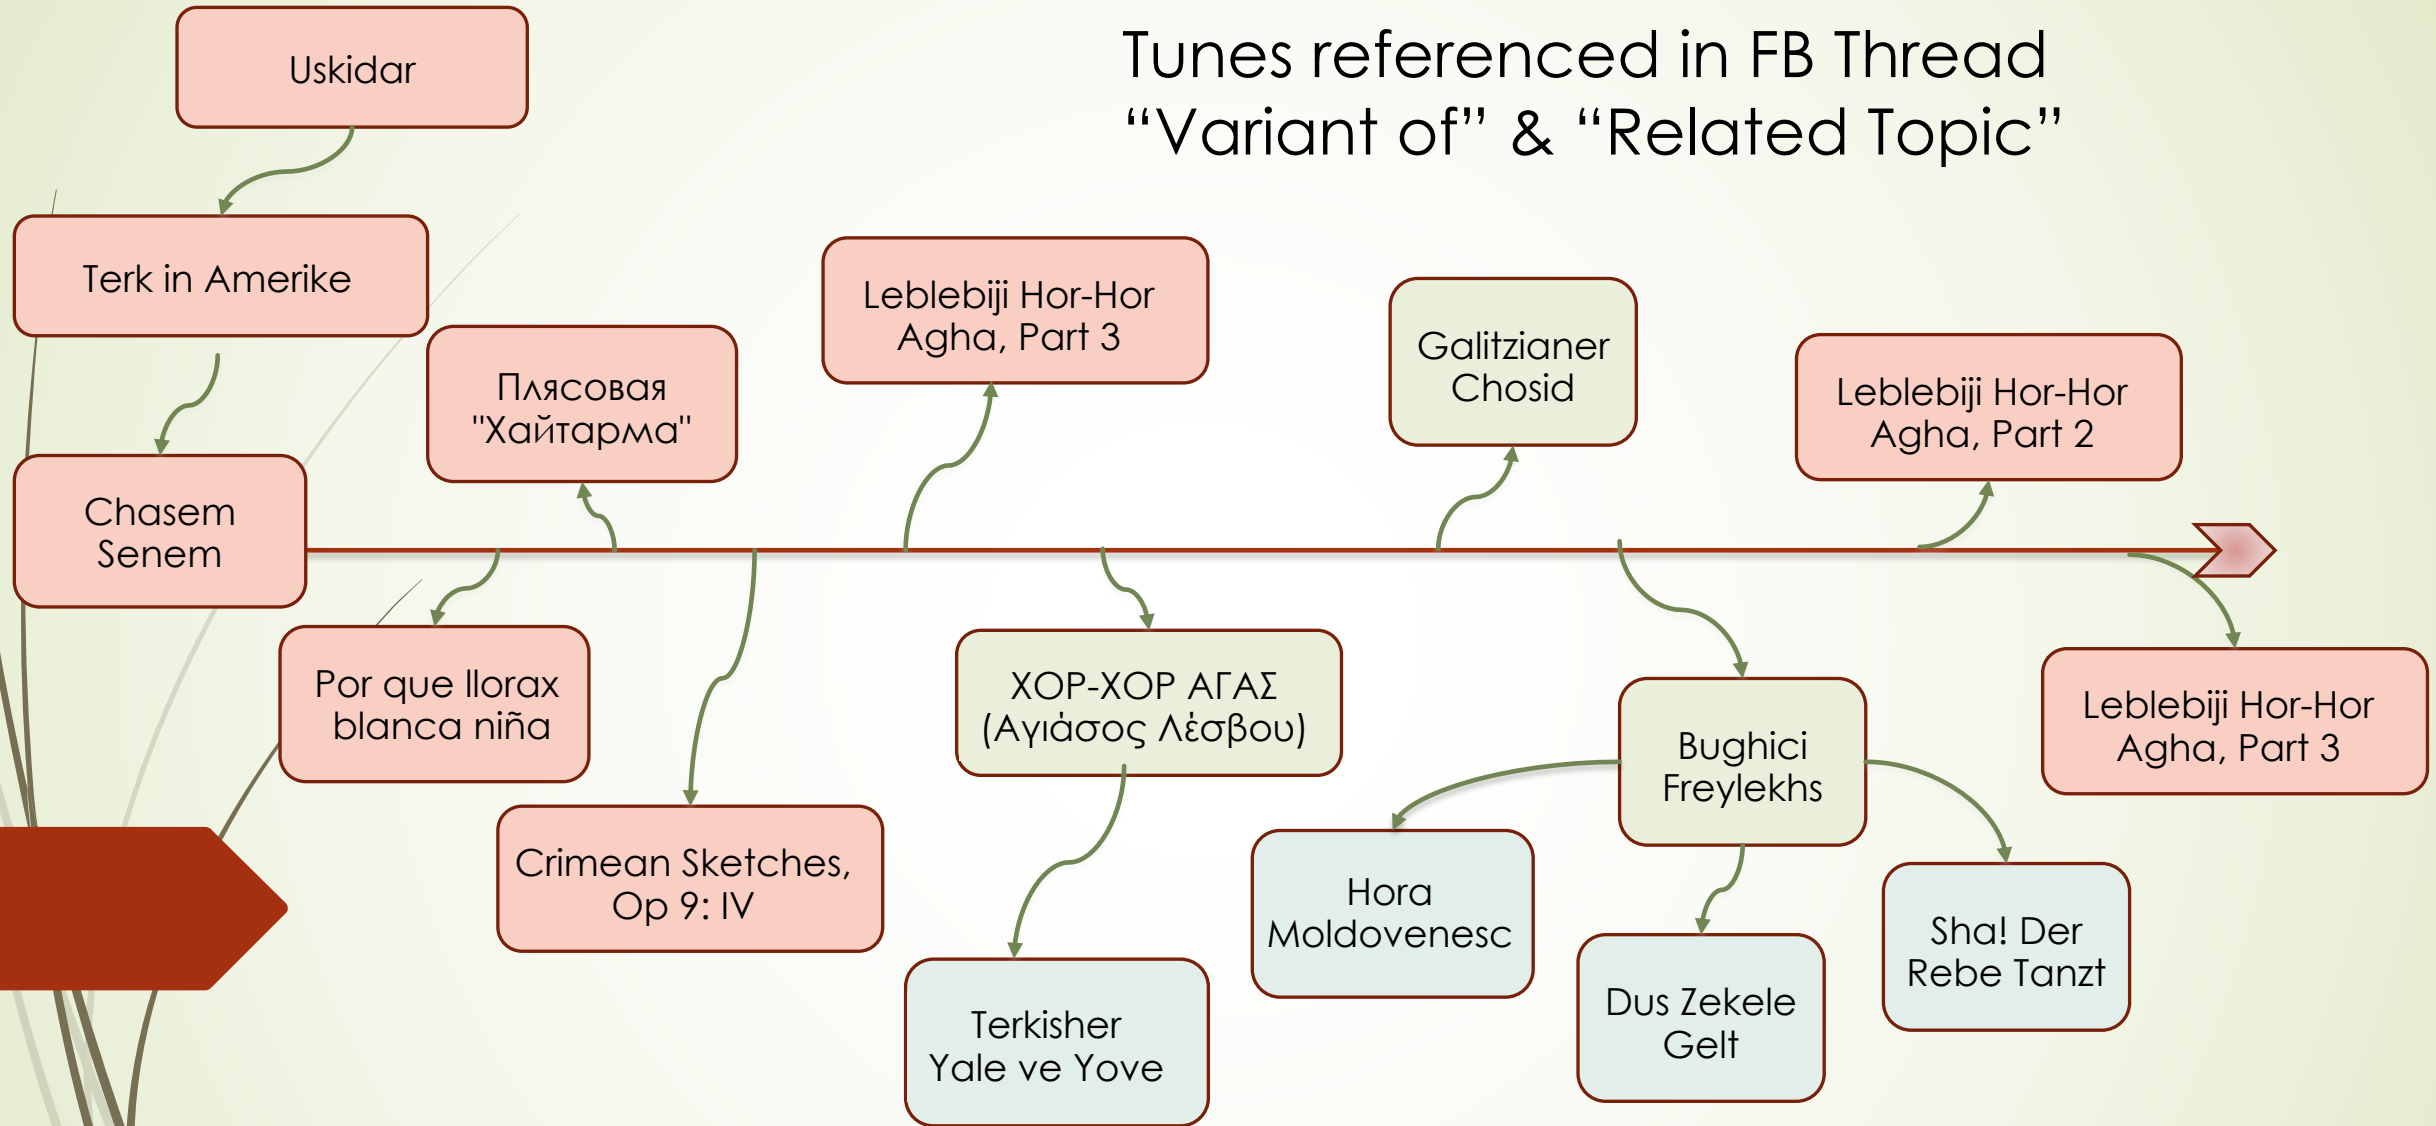 Tunes referenced in FB Thread
“Variant of” & “Related Topic”
Uskidar
Terk in Amerike
Chasem
Senem
Плясовая
"Хайтарма"
Leblebiji Hor-Hor
Agha, Part 3
Galitzianer
Chosid
Leblebiji Hor-Hor
Agha, Part 2
Por que llorax
blanca niña
Crimean Sketches,
Op 9: IV
ΧΟΡ-ΧΟΡ ΑΓΑΣ
(Αγιάσος Λέσβου)
Terkisher
Yale ve Yove
Bughici
Freylekhs
Hora
Moldovenesc
Dus Zekele
Gelt
Sha! Der
Rebe Tanzt
Leblebiji Hor-Hor
Agha, Part 3